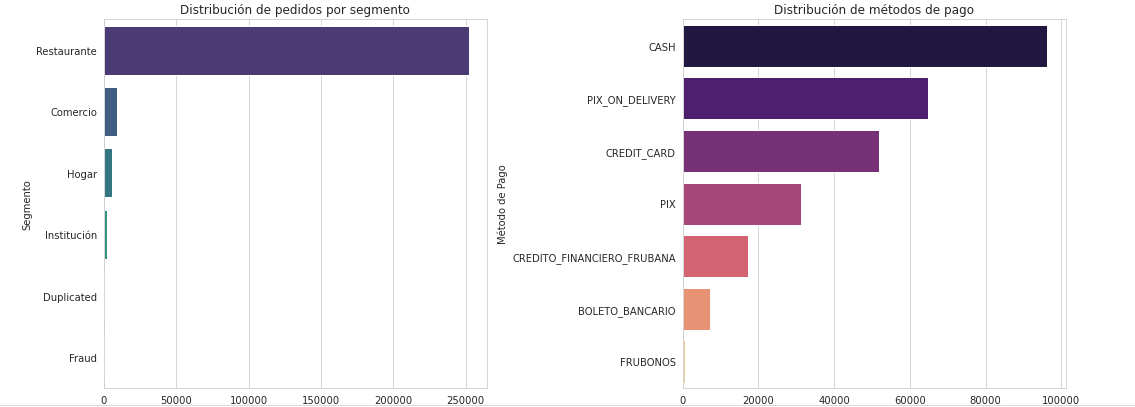 Distribución de pedidos por segmento
Segmento
Restaurante
Comercio
Hogar
Institución
Duplicated
Fraud
0 50000 100000 150000 200000 250000
Distribución de métodos de pago
Método de Pago
CASH
PIX_ON_DELIVERY
CREDIT_CARD
PIX
CREDITO_FINANCIERO_FRUBANA
BOLETO_BANCARIO
FRUBONOS
0 20000 40000 60000 80000 100000